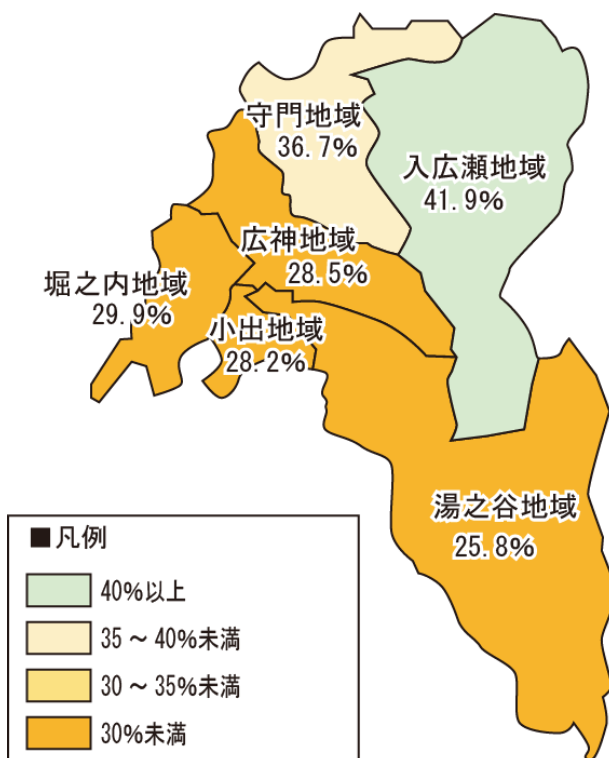 守門地域
36.7%
入広瀬地域
41.9%
広神地域
28.5%
堀之内地域
29.9%
小出地域
28.2%
湯之谷地域
25.8%
■凡例
40%以上
35～40%未満
30～35%未満
30%未満